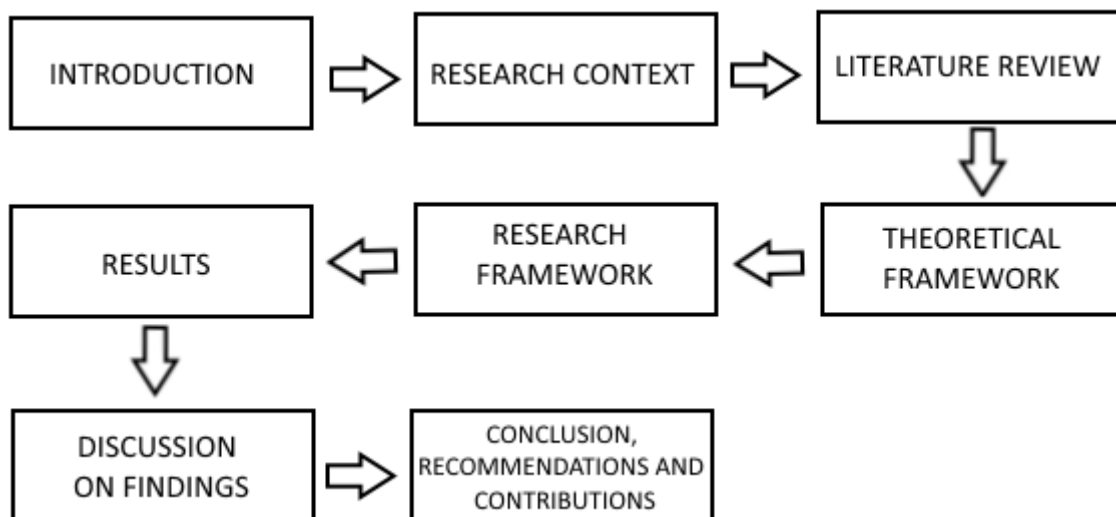 INTRODUCTION
RESEARCH CONTEXT
LITERATURE REVIEW
THEORETICAL
FRAMEWORK
RESEARCH
FRAMEWORK
RESULTS
DISCUSSION
ON FINDINGS
CONCLUSION,
RECOMMENDATIONS AND
CONTRIBUTIONS